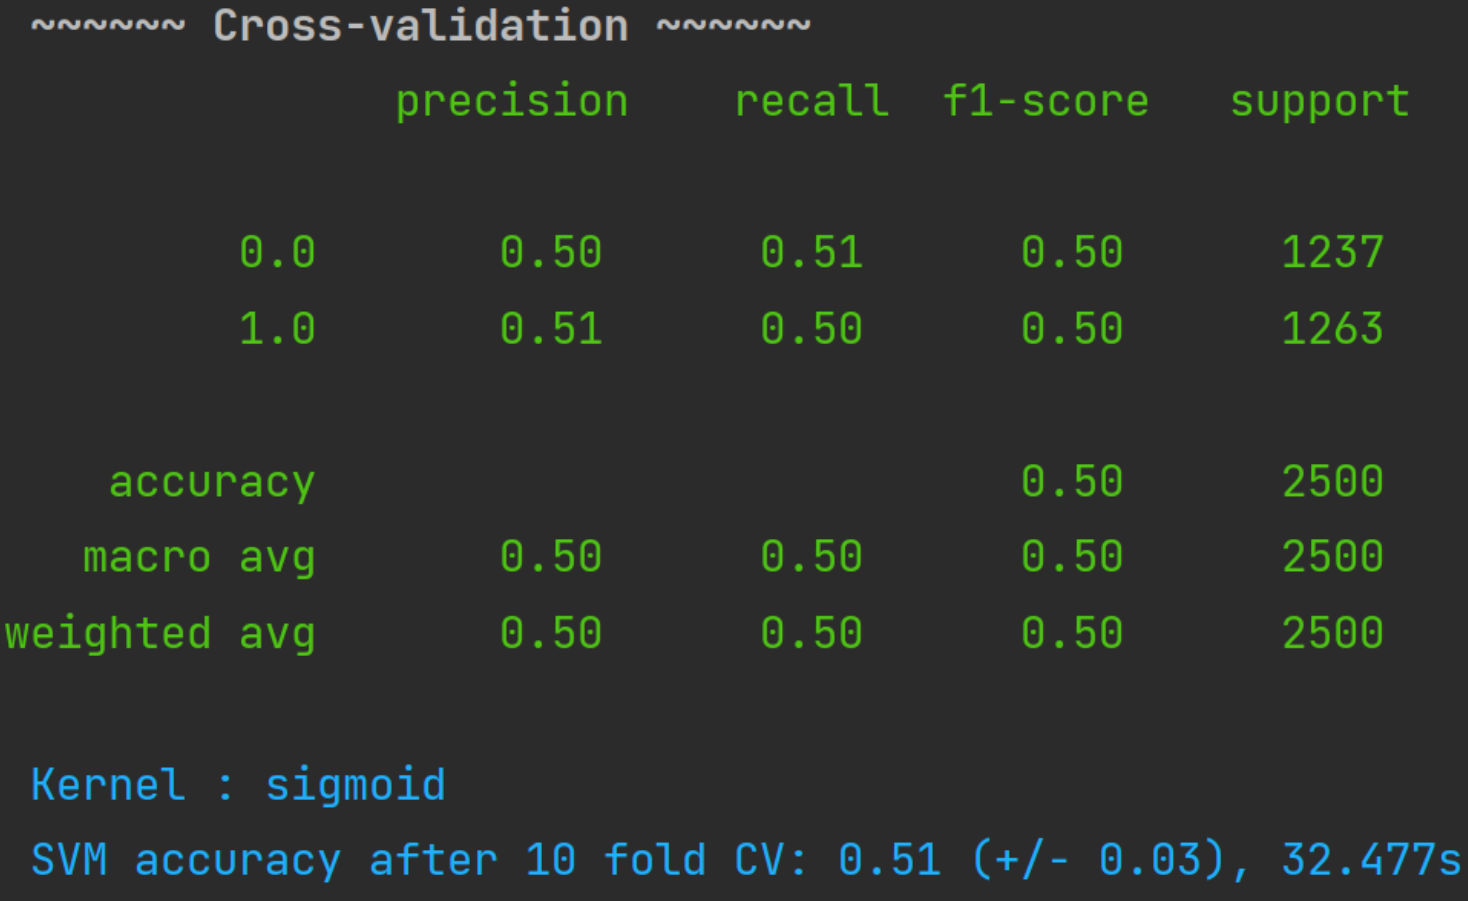 ~~~~~~ Cross-validation ~~~~~~
precision recall f1-score support
0.0 0.50 0.51 0.50 1237
1.0 0.51 0.50 0.50 1263
accuracy 0.50 2500
macro avg 0.50 0.50 0.50 2500
weighted avg 0.50 0.50 0.50 2500
Kernel : sigmoid
SVM accuracy after 10 fold CV: 0.51 (+/- 0.03), 32.477s